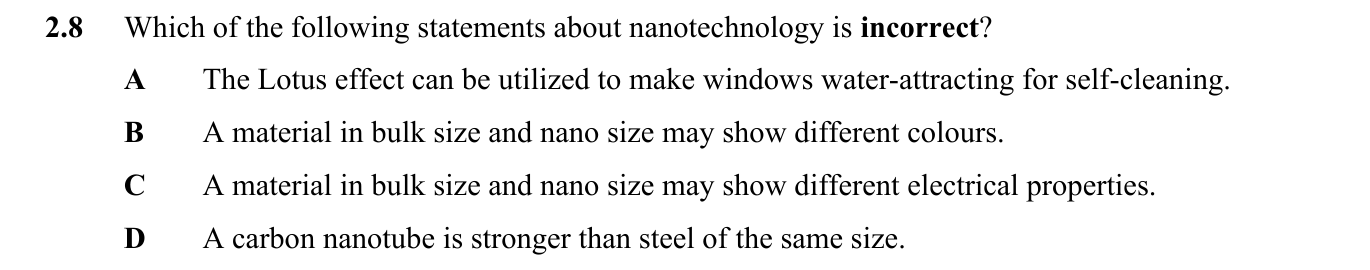 2.8 Which of the following statements about nanotechnology is incorrect?
A The Lotus effect can be utilized to make windows water-attracting for self-cleaning.
B A material in bulk size and nano size may show different colours.
C A material in bulk size and nano size may show different electrical properties.
D A carbon nanotube is stronger than steel of the same size.